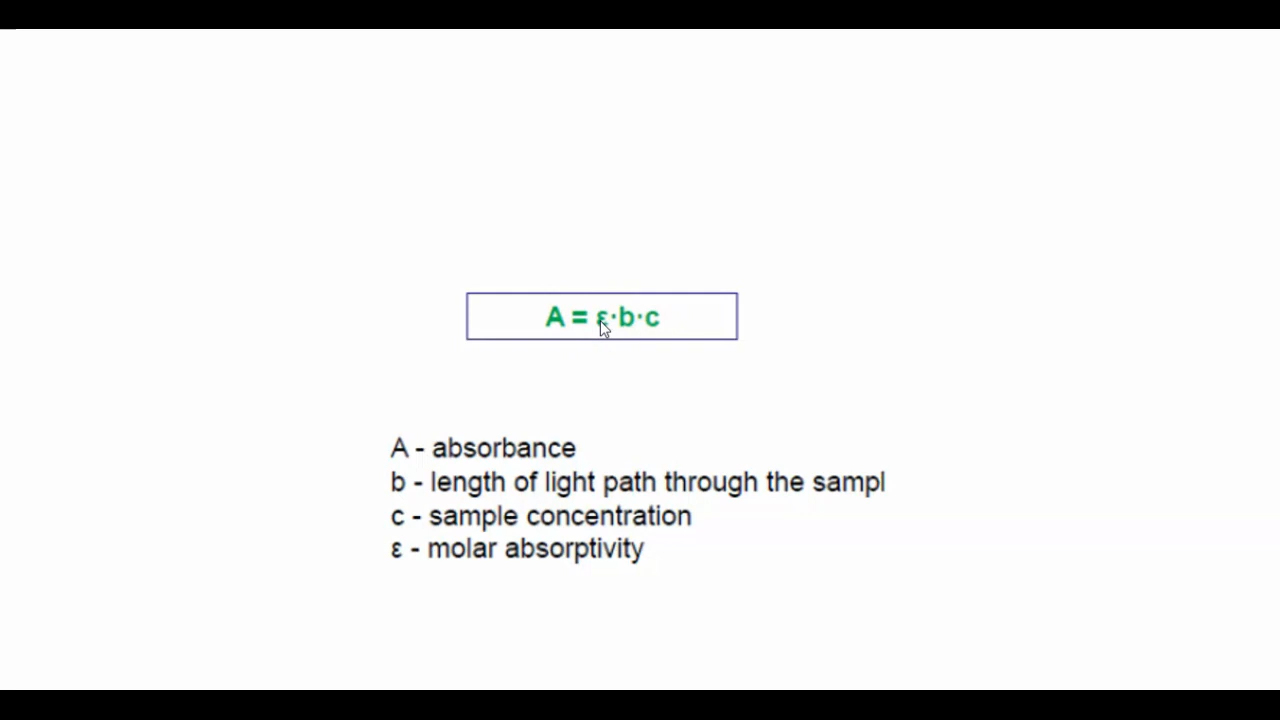 A = ε·b·c
A - absorbance
b - length of light path through the sampl
c - sample concentration
ε - molar absorptivity